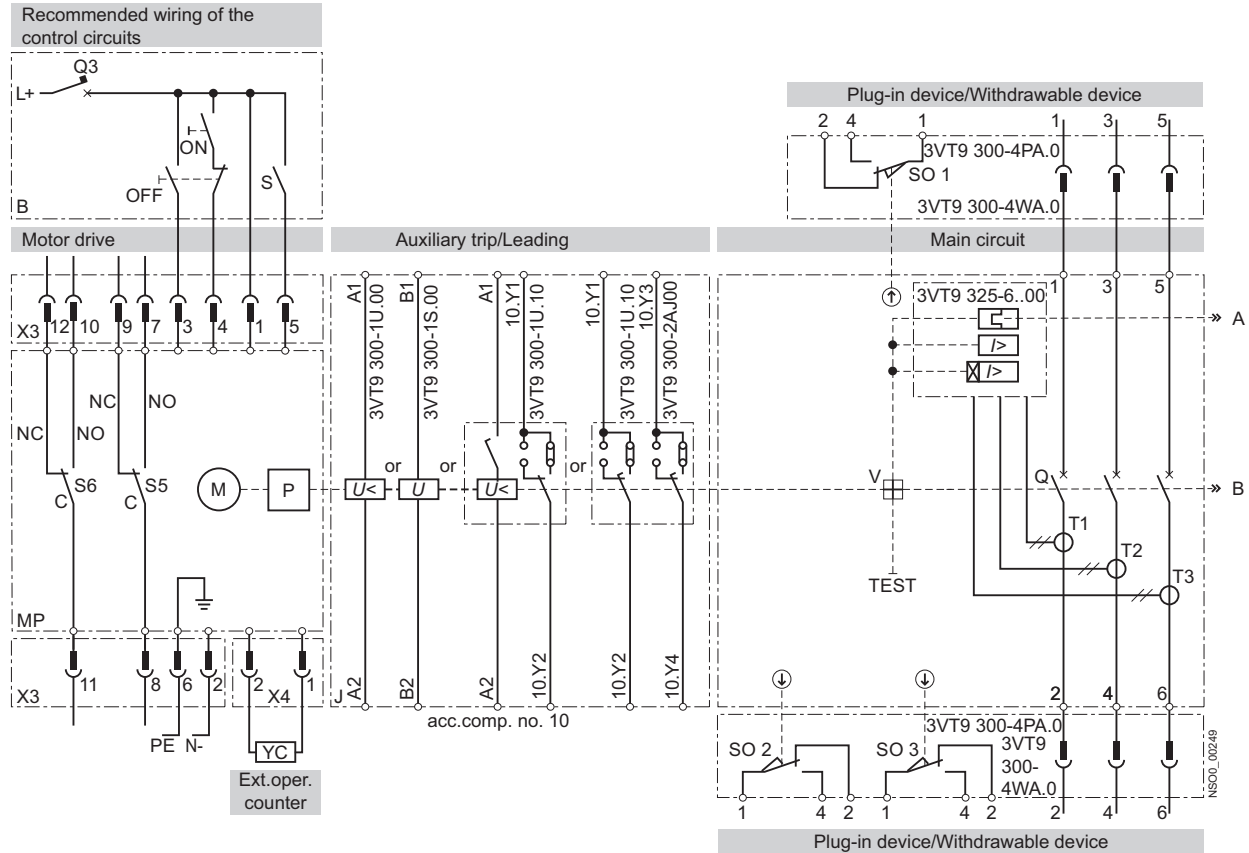 Recommended wiring of the
control circuits
Q3
L+
ON
OFF
S
B
Plug-in device/Withdrawable device
2 4 1 1 3 5
3VT9 300-4PA.0
SO 1
3VT9 300-4WA.0
Motor drive
Auxiliary trip/Leading
Main circuit
X3 12 10 9 7 3 4 1 5
A1
3VT9 300-1U.00
B1
3VT9 300-1S.00
A1
10.Y1
3VT9 300-1U.10
10.Y1
3VT9 300-1U.10
10.Y3
3VT9 300-2AJ00
1 3 5
3VT9 325-6..00
I>
I>
A
NC NO
NC NO
S6
C
S5
C
M
P
U<
or
U
or
U<
or
V
Q
B
T1
T2
T3
TEST
MP
X3 11 8 6 2
2 X4 1
PE N-
YC
Ext.oper.
counter
J
A2
B2
A2
10.Y2
10.Y2
10.Y4
acc.comp. no. 10
2 4 6
3VT9 300-4PA.0
3VT9
300-
4WA.0
SO 2
SO 3
1 4 2 1 4 2 2 4 6
NSO0_00249
Plug-in device/Withdrawable device